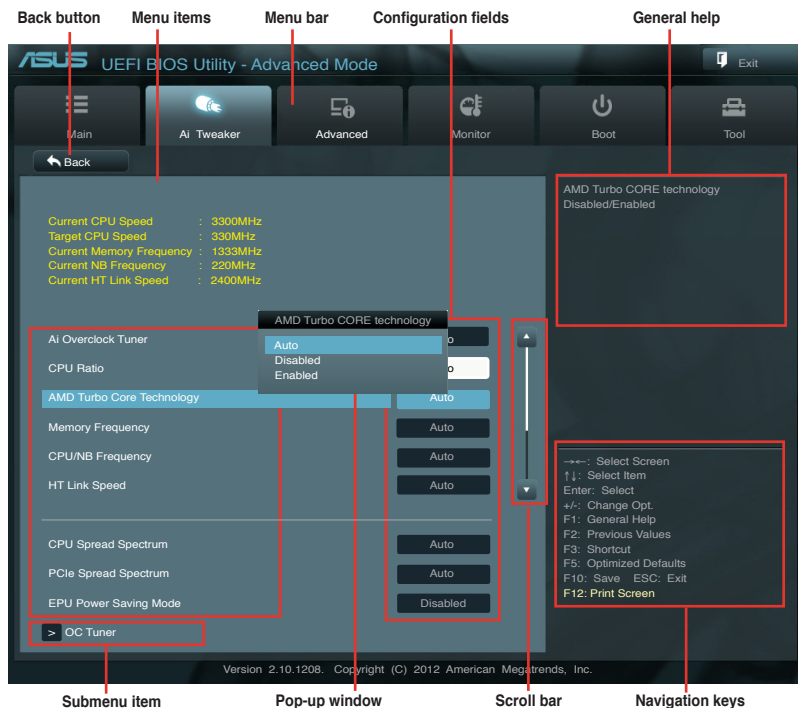 Back button Menu items Menu bar Configuration fields General help
ASUS UEFI BIOS Utility - Advanced Mode Exit
Main Ai Tweaker Advanced Monitor Boot Tool
Back
AMD Turbo CORE technology
Disabled/Enabled
Current CPU Speed : 3300MHz
Target CPU Speed : 330MHz
Current Memory Frequency : 1333MHz
Current NB Frequency : 220MHz
Current HT Link Speed : 2400MHz
AMD Turbo CORE technology
Auto
Disabled
Enabled
Ai Overclock Tuner o
CPU Ratio o
AMD Turbo Core Technology Auto
Memory Frequency Auto
CPU/NB Frequency Auto
HT Link Speed Auto
CPU Spread Spectrum Auto
PCIe Spread Spectrum Auto
EPU Power Saving Mode Disabled
> OC Tuner
→←: Select Screen
↑↓: Select Item
Enter: Select
+/-: Change Opt.
F1: General Help
F2: Previous Values
F3: Shortcut
F5: Optimized Defaults
F10: Save ESC: Exit
F12: Print Screen
Version 2.10.1208. Copyright (C) 2012 American Megatrends, Inc.
Submenu item Pop-up window Scroll bar Navigation keys